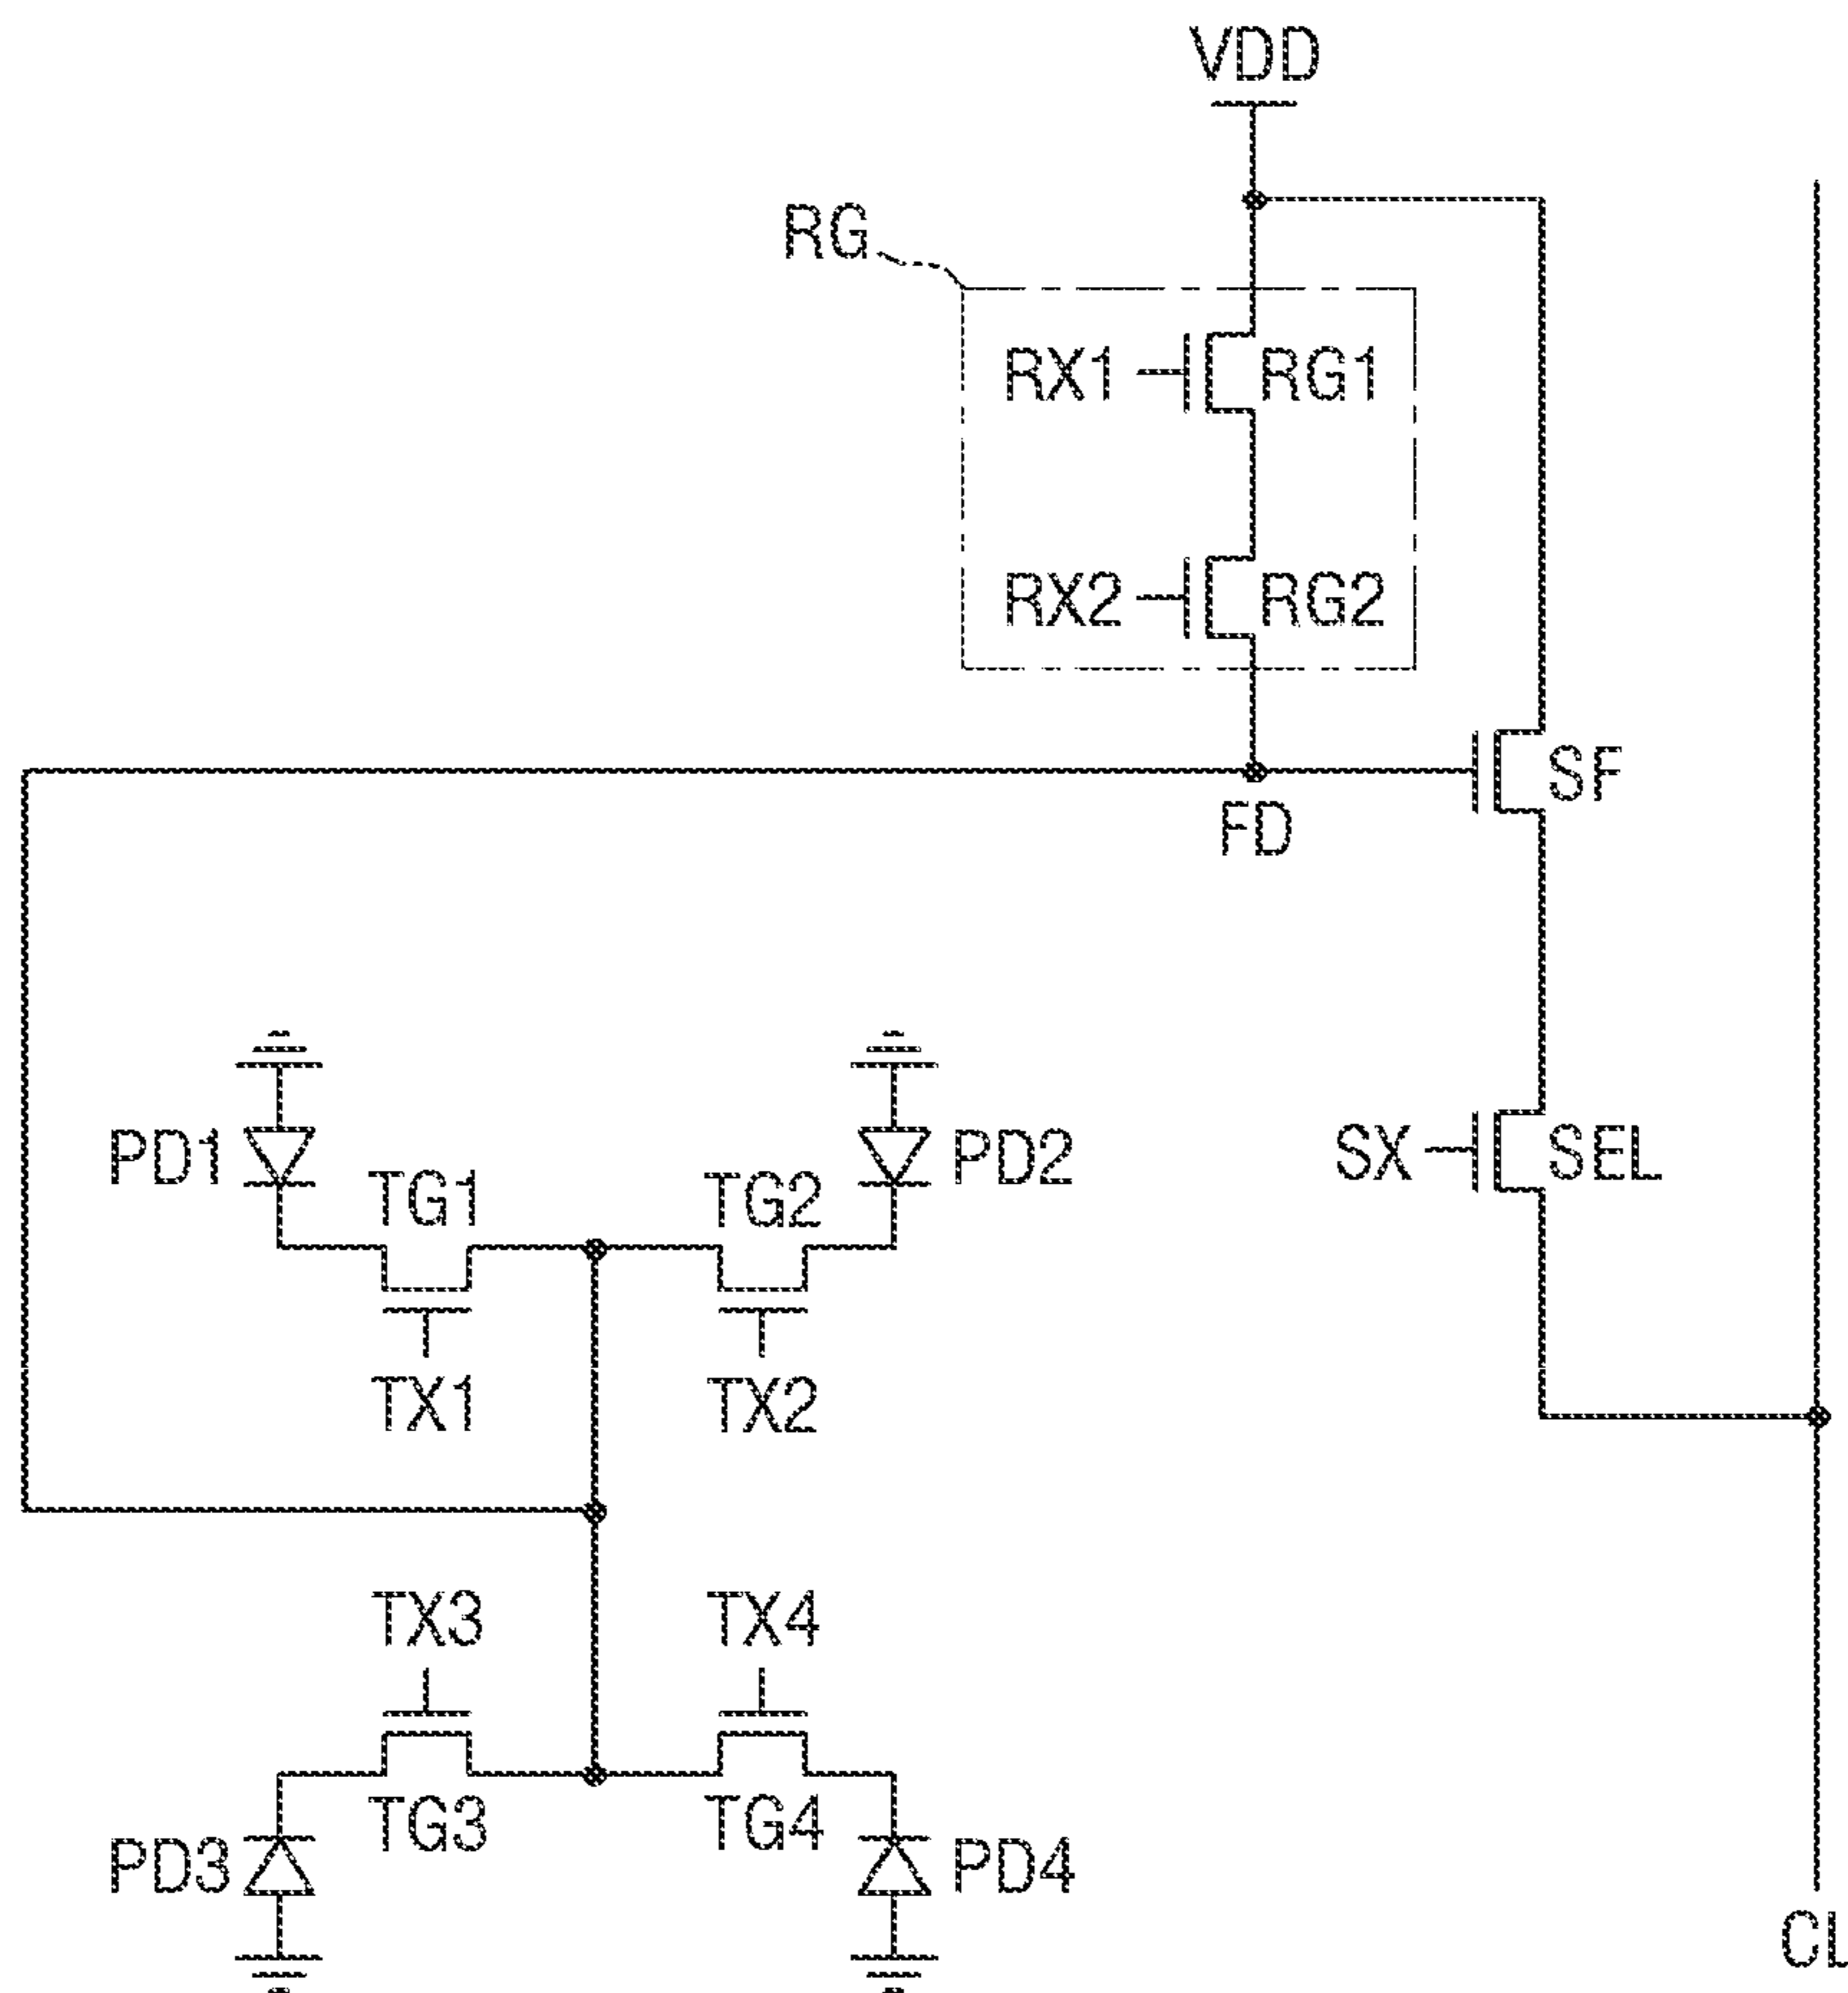 VDD
RG
RX1 RG1
RX2 RG2
SF
FD
PD1 TG1 TG2 PD2
SX SEL
TX1 TX2
TX3 TX4
TG3 TG4
PD3 PD4
CL